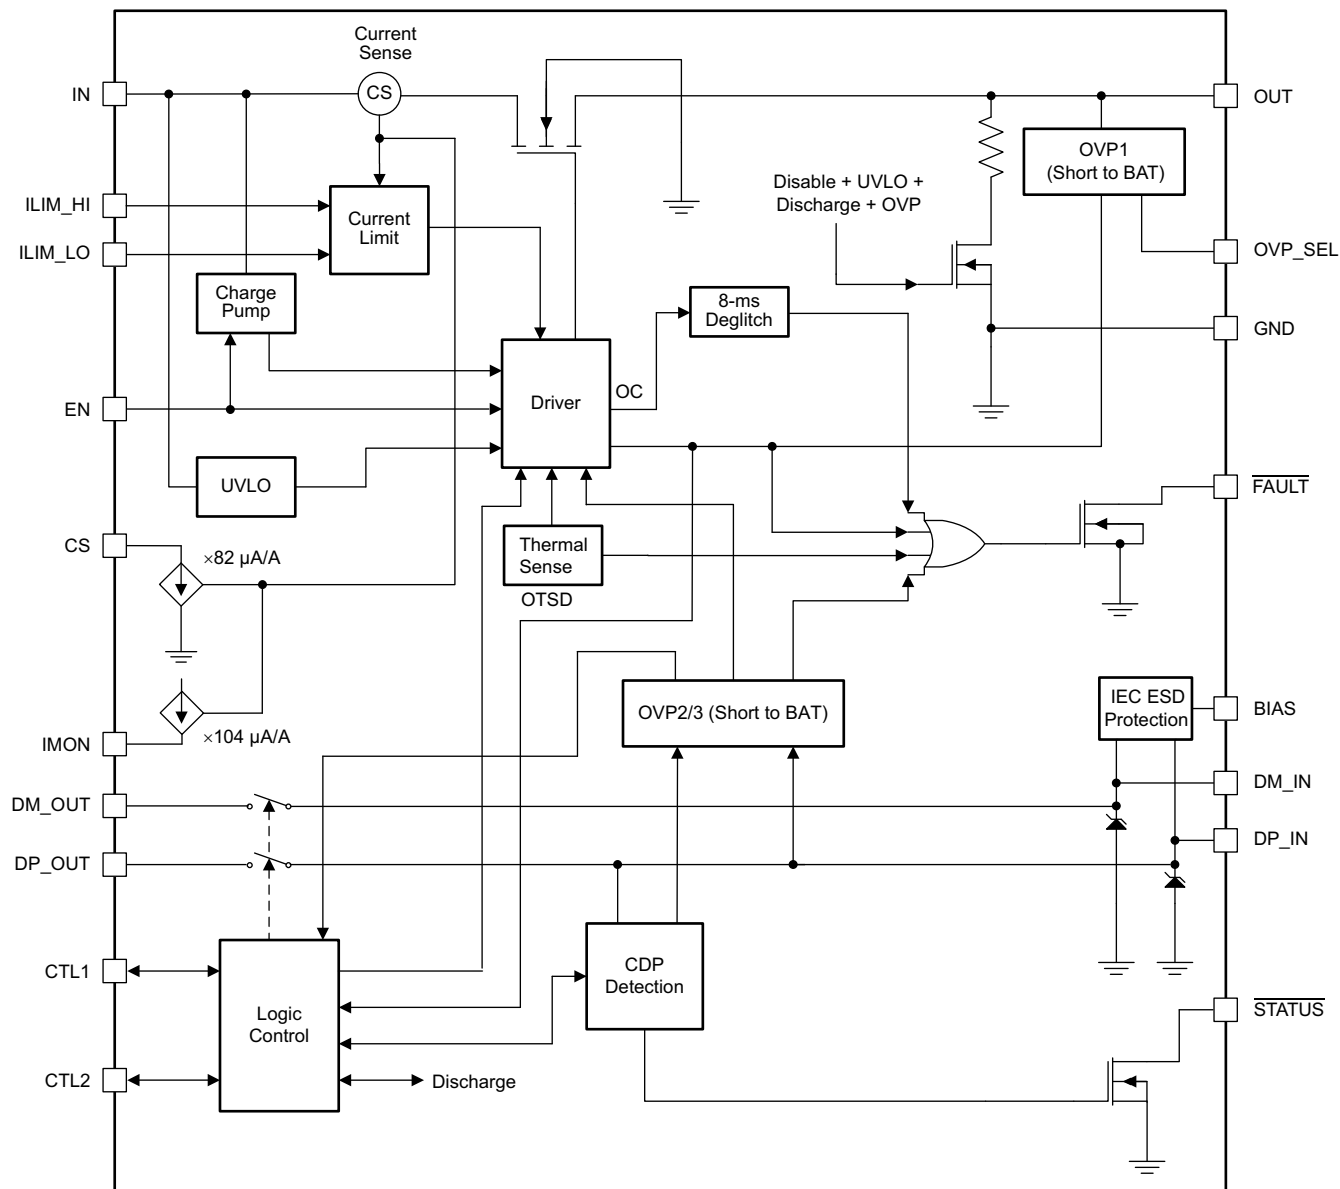 Current
Sense
IN
CS
OUT
OVP1
(Short to BAT)
Disable + UVLO +
Discharge + OVP
ILIM_HI
Current
Limit
ILIM_LO
OVP_SEL
Charge
Pump
8-ms
Deglitch
GND
EN
Driver
OC
UVLO
FAULT
CS
×82 µA/A
Thermal
Sense
OTSD
OVP2/3 (Short to BAT)
IEC ESD
Protection
BIAS
×104 µA/A
IMON
DM_OUT
DM_IN
DP_OUT
DP_IN
CTL1
CDP
Detection
Logic
Control
STATUS
CTL2
Discharge